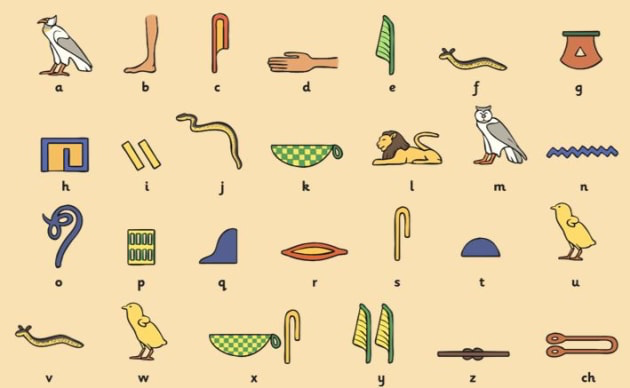 a b c d e f g
h i j k l m n
o p q r s t u
v w x y z ch